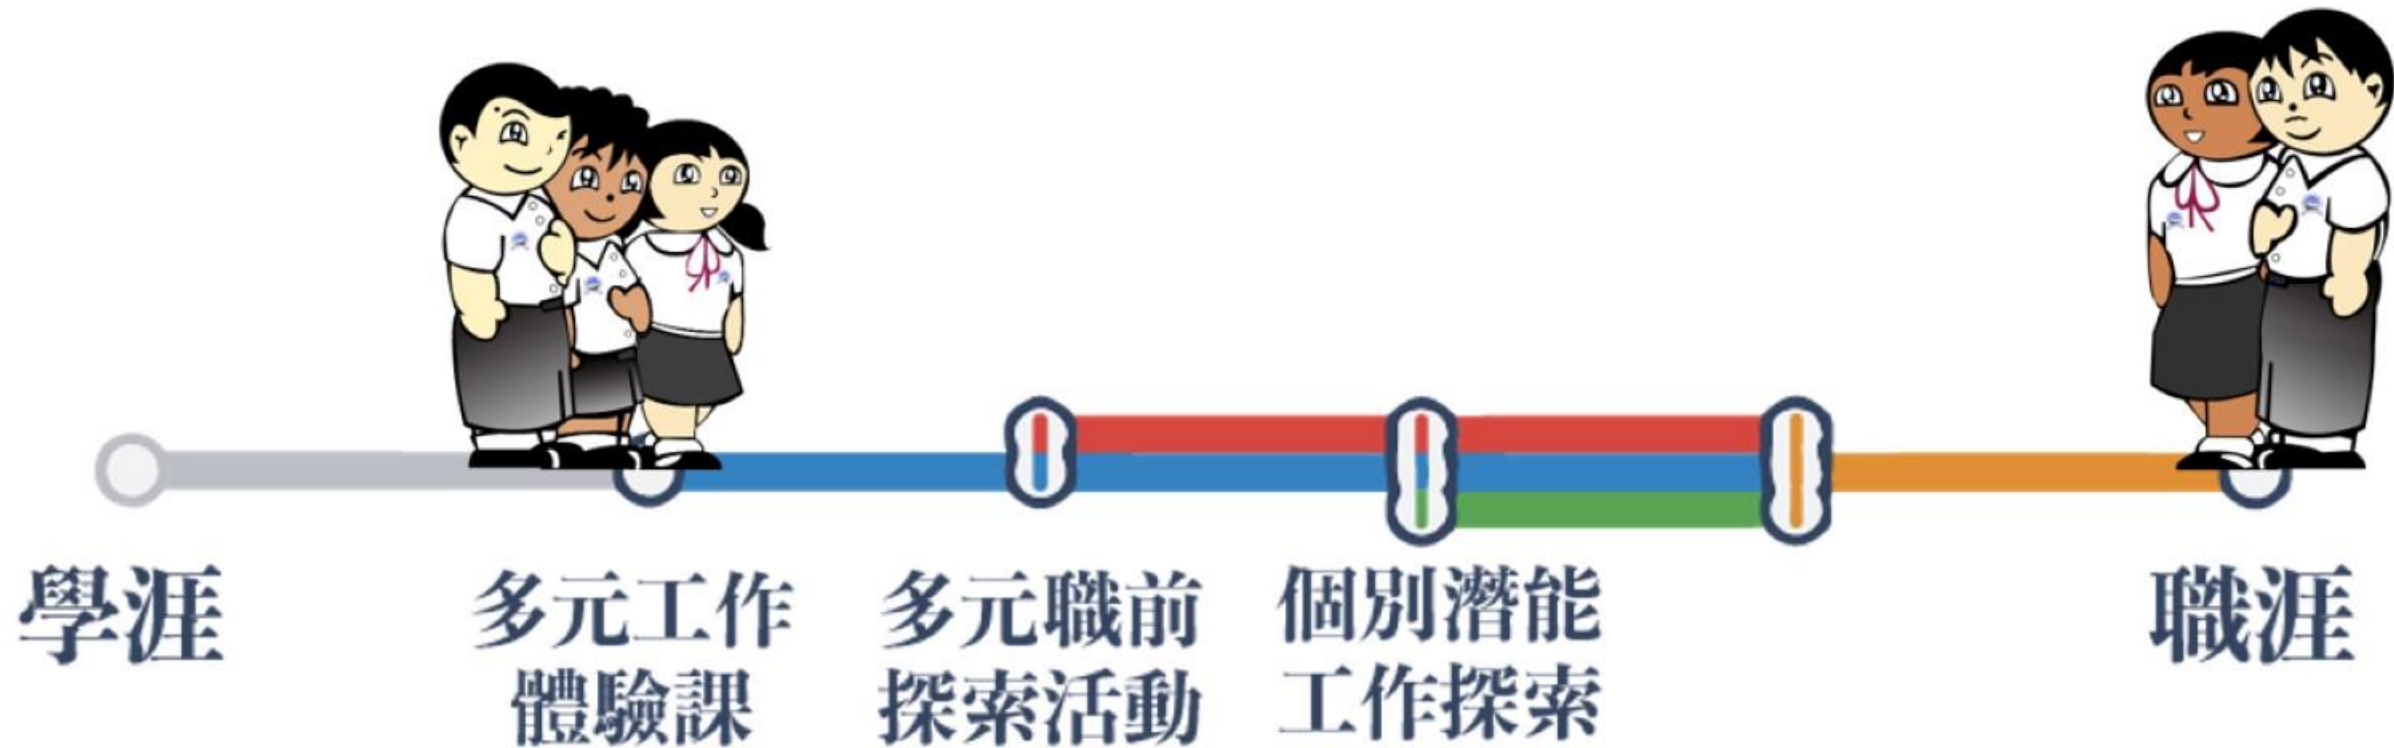 學涯
多元工作
體驗課
多元職前
探索活動
個別潛能
工作探索
職涯